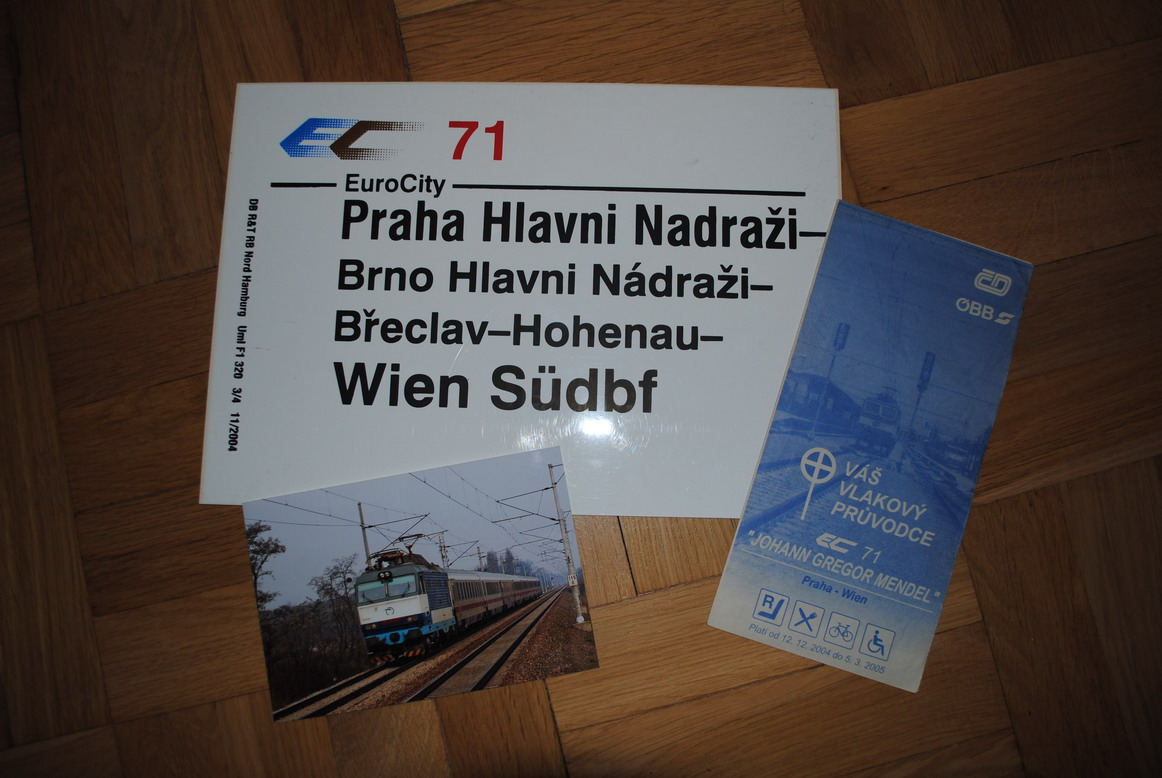 EC 71
EuroCity
Praha Hlavni Nadraži–
Brno Hlavni Nádraži–
Břeclav–Hohenau–
Wien Südbf
DB R&T RB Nord Hamburg Uml F1 320 3/4 11/2004
ČD
ÖBB
VÁŠ
VLAKOVÝ
PRŮVODCE
EC 71
"JOHANN GREGOR MENDEL"
Praha - Wien
R
Platí od 12. 12. 2004 do 5. 3. 2005